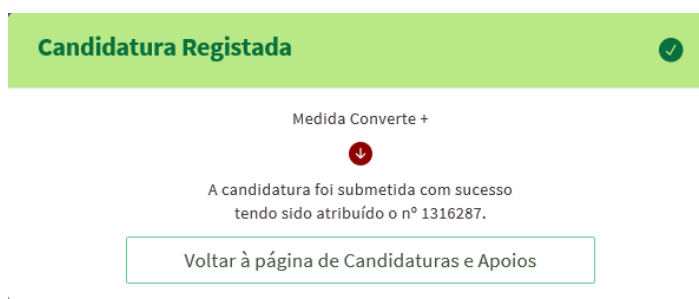 Candidatura Registada
Medida Converte +
A candidatura foi submetida com sucesso
tendo sido atribuído o nº 1316287.
Voltar à página de Candidaturas e Apoios